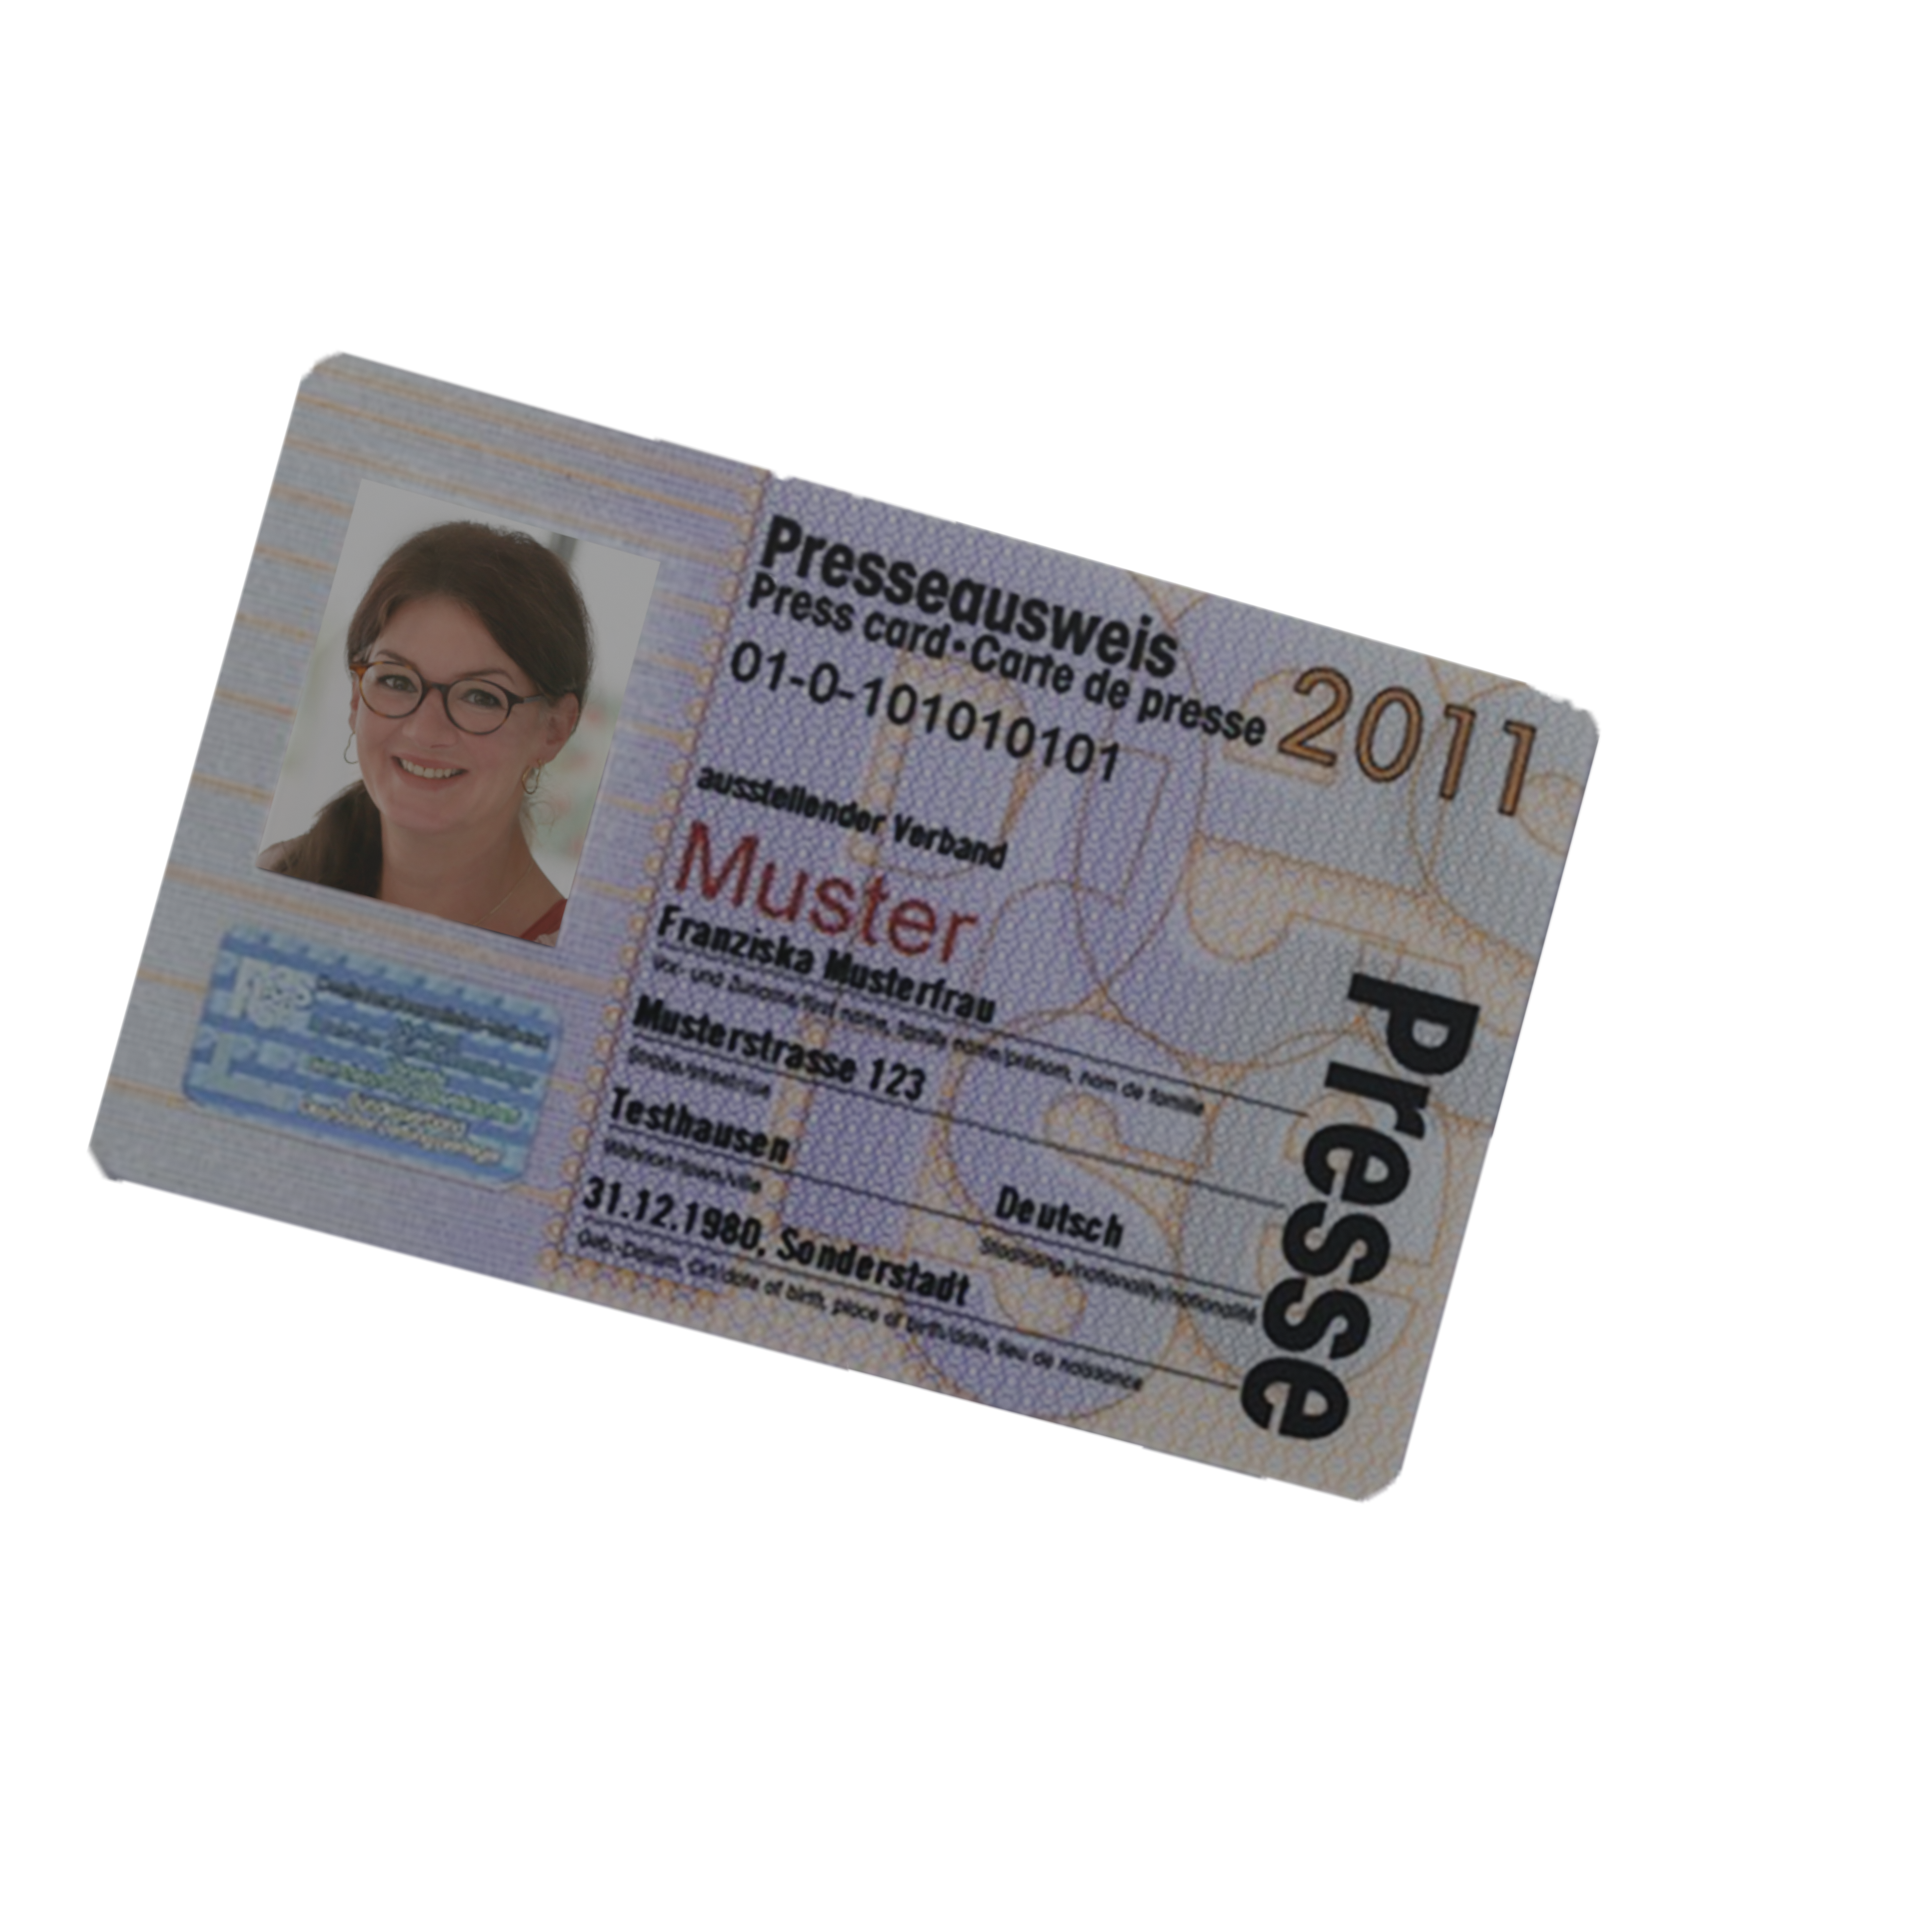 Presseausweis
Press card•Carte de presse
2011
01-0-101010101
ausstellender Verband
Muster
Franziska Musterfrau
Vor- und Zuname/first name, family name/prénom, nom de famille
Musterstrasse 123
Straße/street/rue
Testhausen
Wohnort/town/ville
Deutsch
Staatsang./nationality/nationalité
31.12.1980, Sonderstadt
Geb.-Datum, Ort/date of birth, place of birth/date, lieu de naissance
Presse